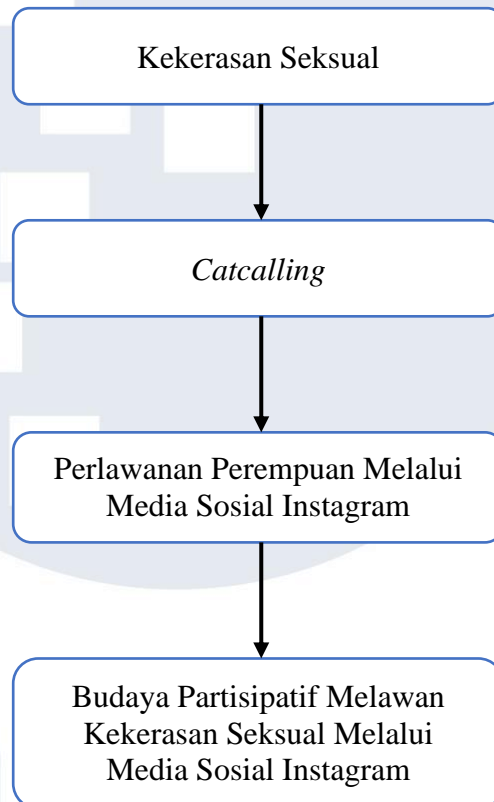 Kekerasan Seksual
Catcalling
Perlawanan Perempuan Melalui
Media Sosial Instagram
Budaya Partisipatif Melawan
Kekerasan Seksual Melalui
Media Sosial Instagram